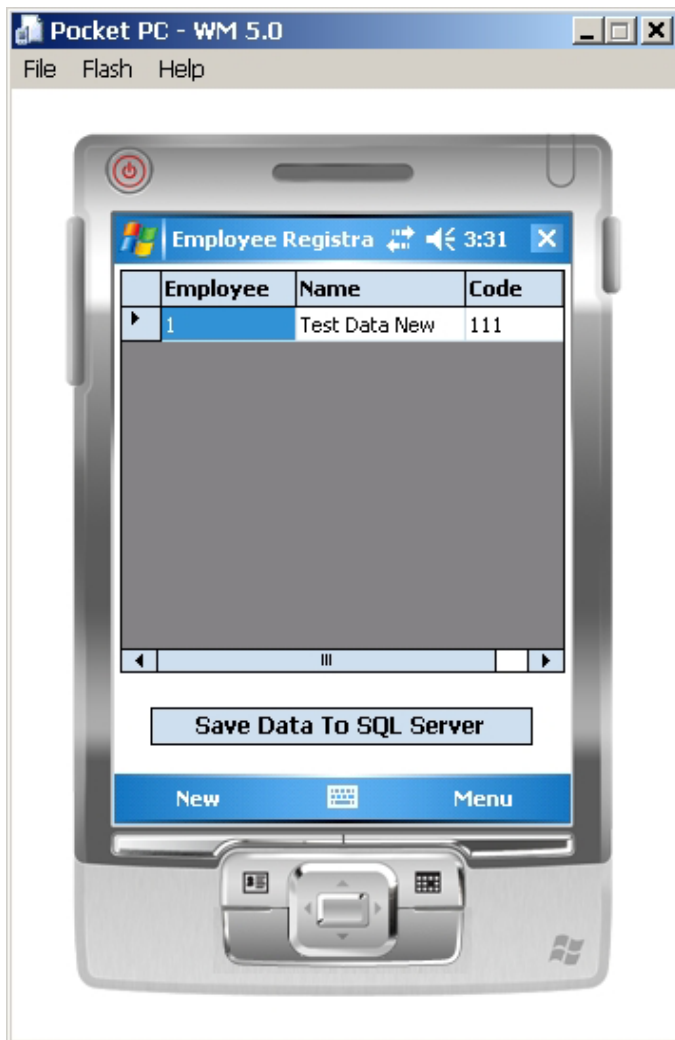 Pocket PC - WM 5.0
File Flash Help
Employee Registra 3:31
Employee Name Code
1 Test Data New 111
Save Data To SQL Server
New Menu